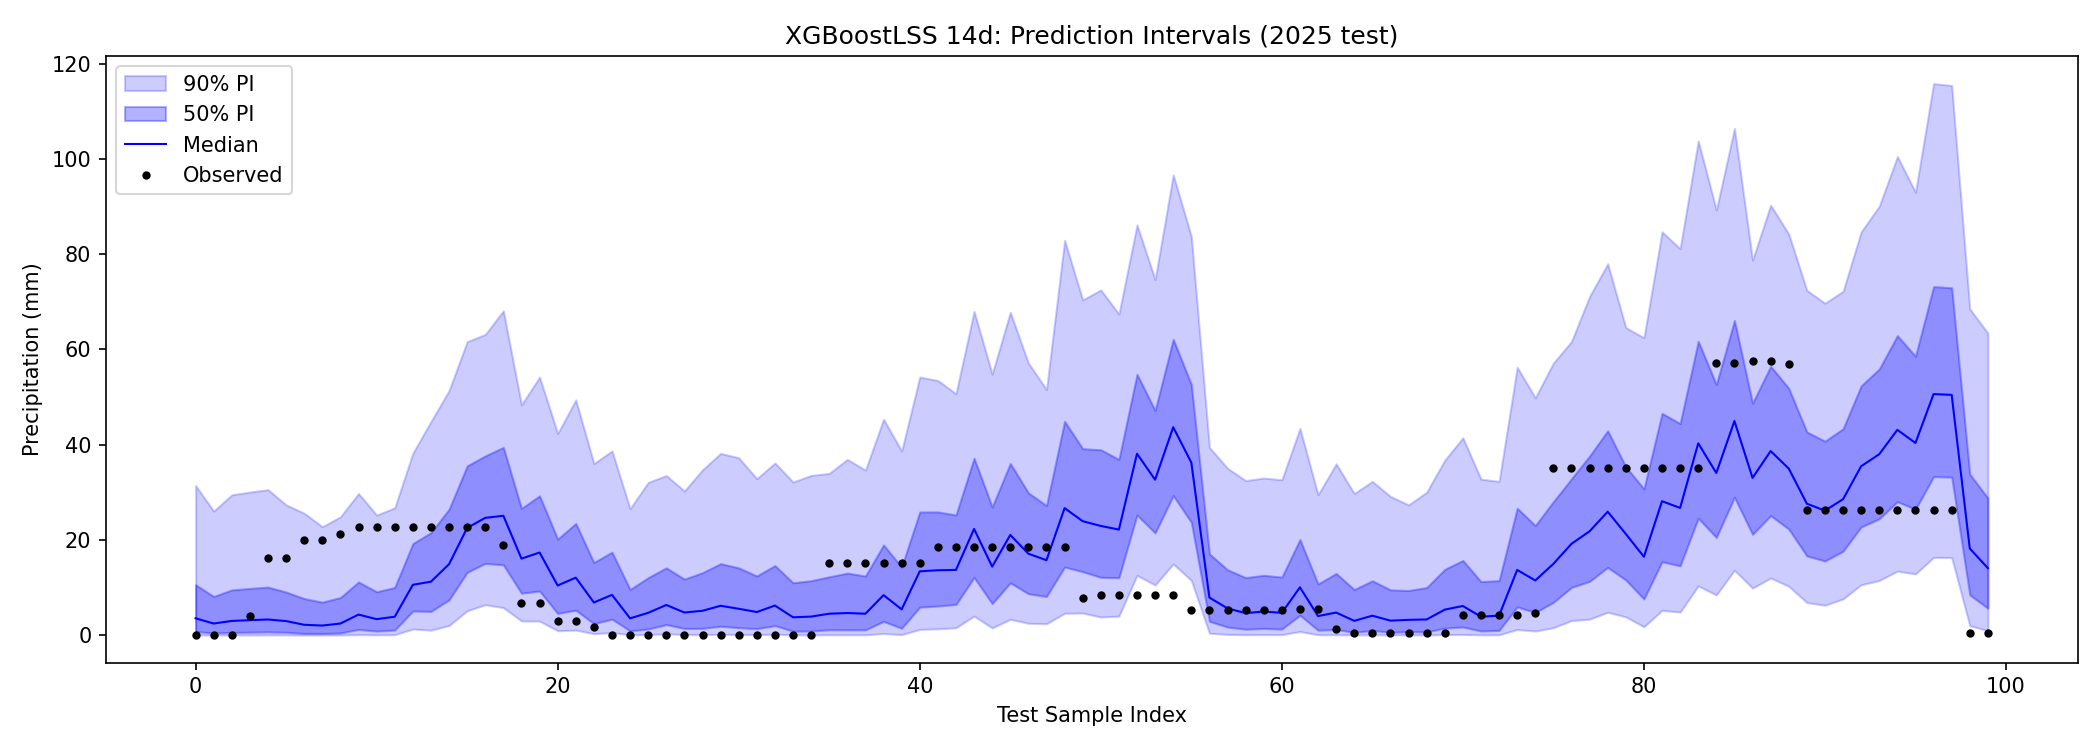 XGBoostLSS 14d: Prediction Intervals (2025 test)
90% PI
50% PI
Median
Observed
Precipitation (mm)
120
100
80
60
40
20
0
0 20 40 60 80 100
Test Sample Index